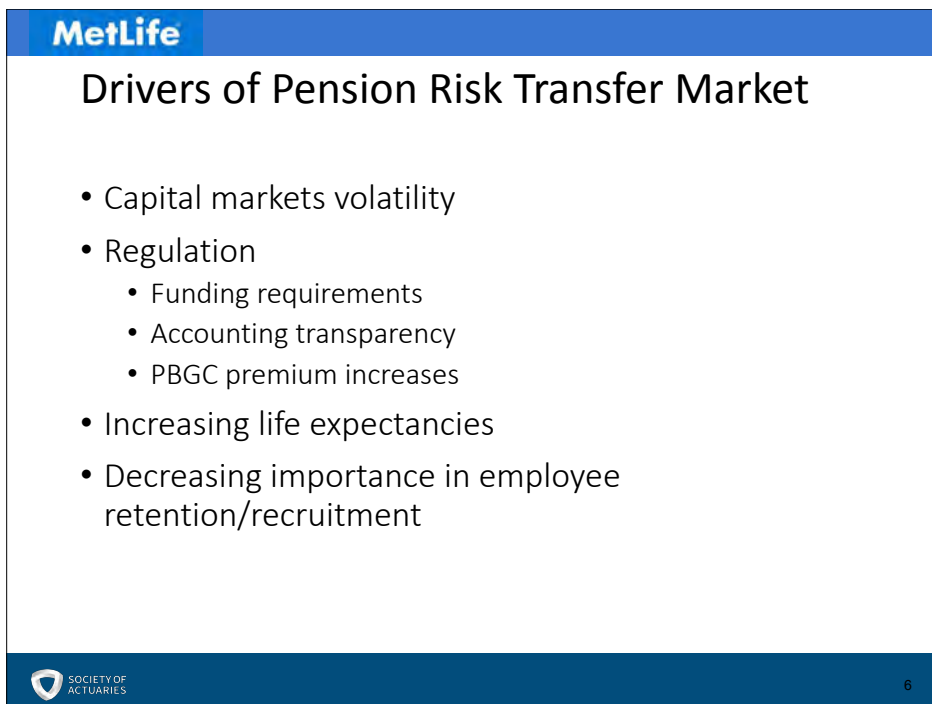 MetLife
Drivers of Pension Risk Transfer Market
• Capital markets volatility
• Regulation
• Funding requirements
• Accounting transparency
• PBGC premium increases
• Increasing life expectancies
• Decreasing importance in employee
retention/recruitment
SOCIETY OF
ACTUARIES
6